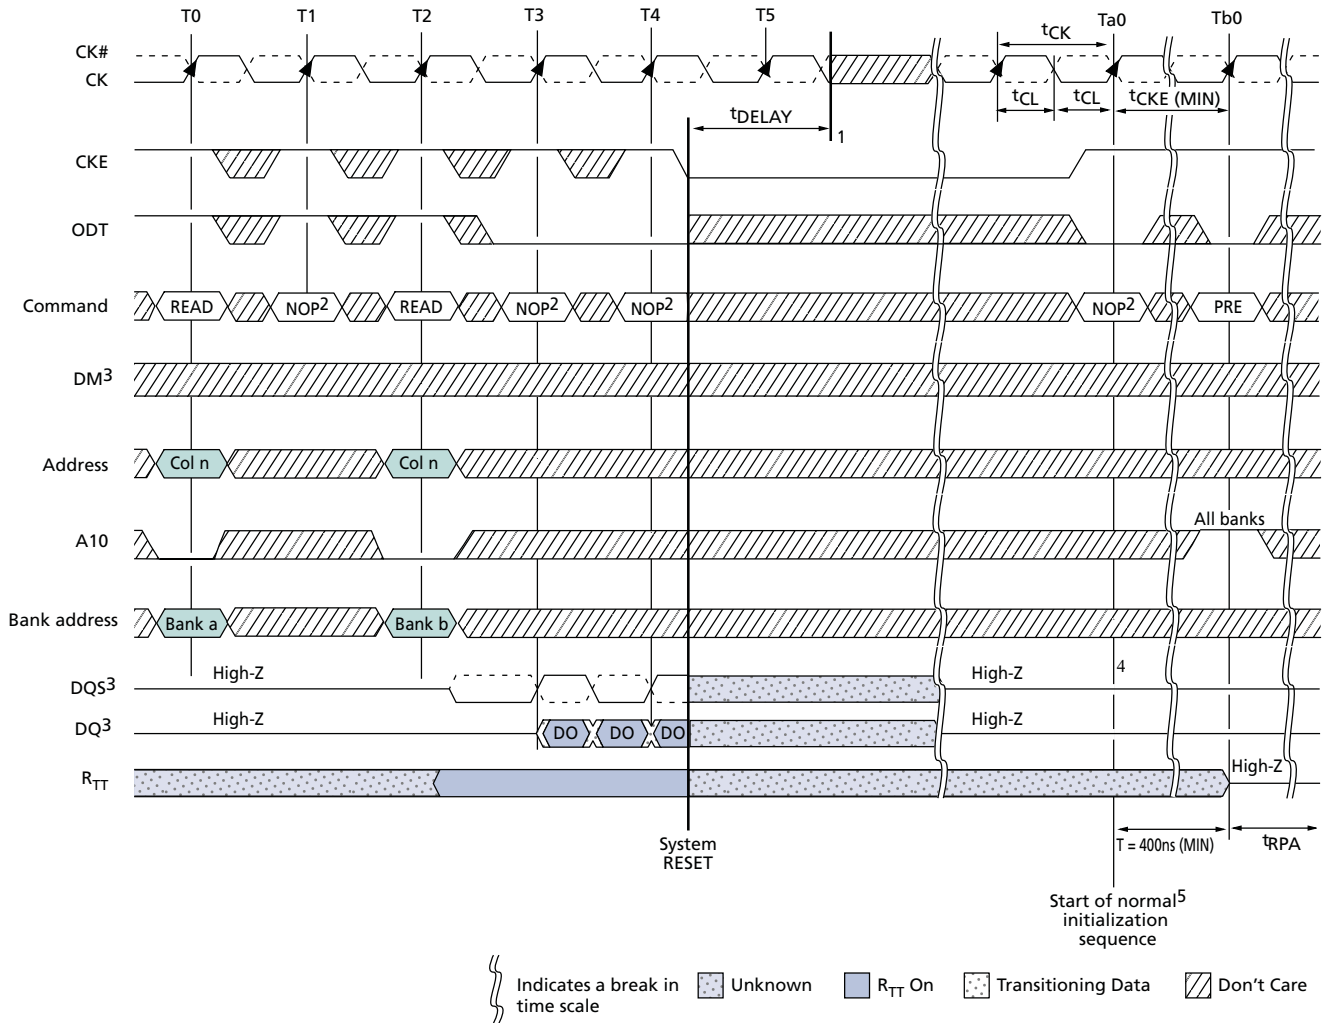 T0 T1 T2 T3 T4 T5 Ta0 Tb0
CK#
CK
tCK
tCL tCL tCKE (MIN)
tDELAY
1
CKE
ODT
Command READ NOP2 READ NOP2 NOP2 NOP2 PRE
DM3
Address Col n Col n
A10 All banks
Bank address Bank a Bank b
DQS3 High-Z High-Z 4
DQ3 High-Z DO DO DO High-Z
RTT High-Z
System
RESET
T = 400ns (MIN) tRPA
Start of normal5
initialization
sequence
Indicates a break in
time scale
Unknown
RTT On
Transitioning Data
Don't Care